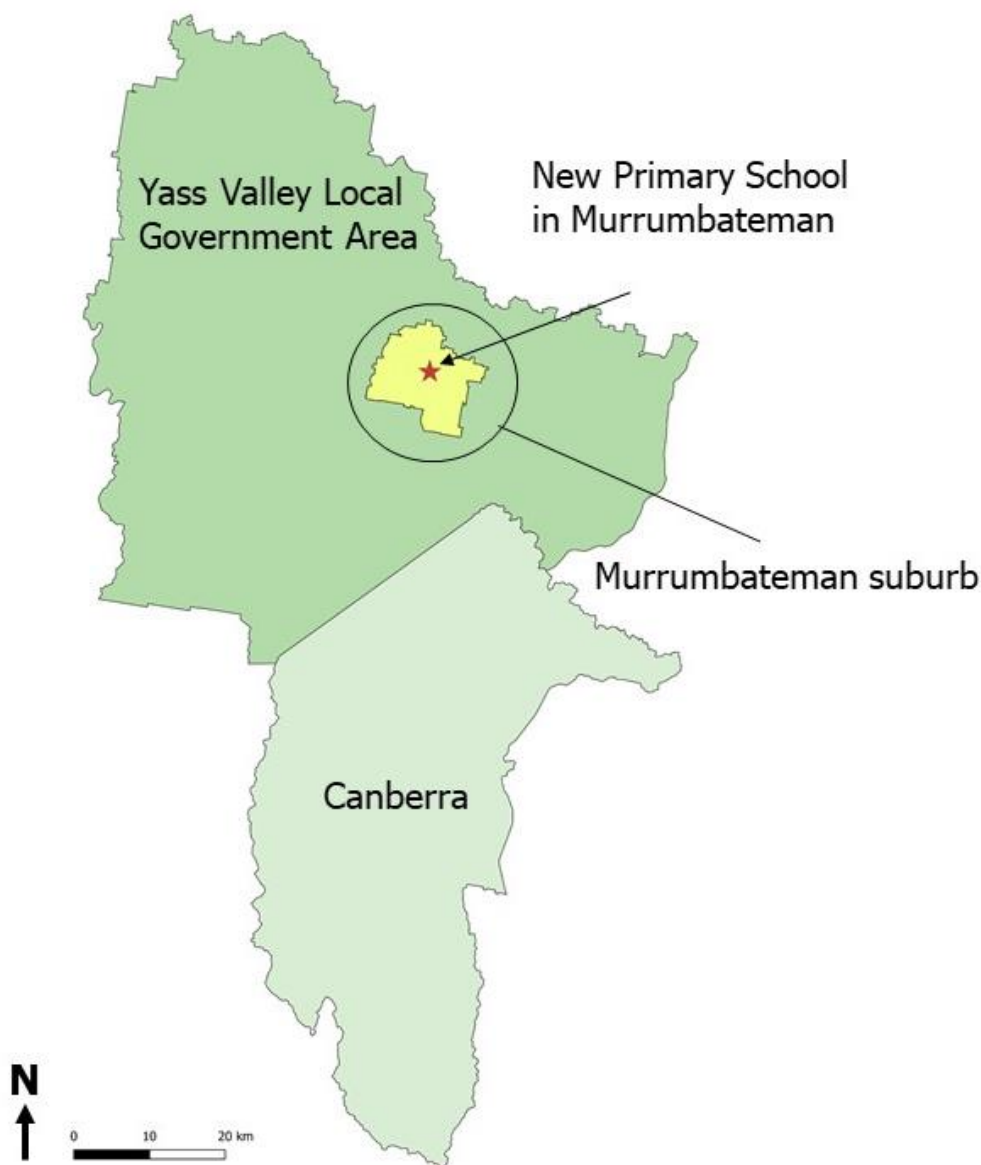 Yass Valley Local
Government Area
New Primary School
in Murrumbateman
Murrumbateman suburb
Canberra
N
0 10 20 km